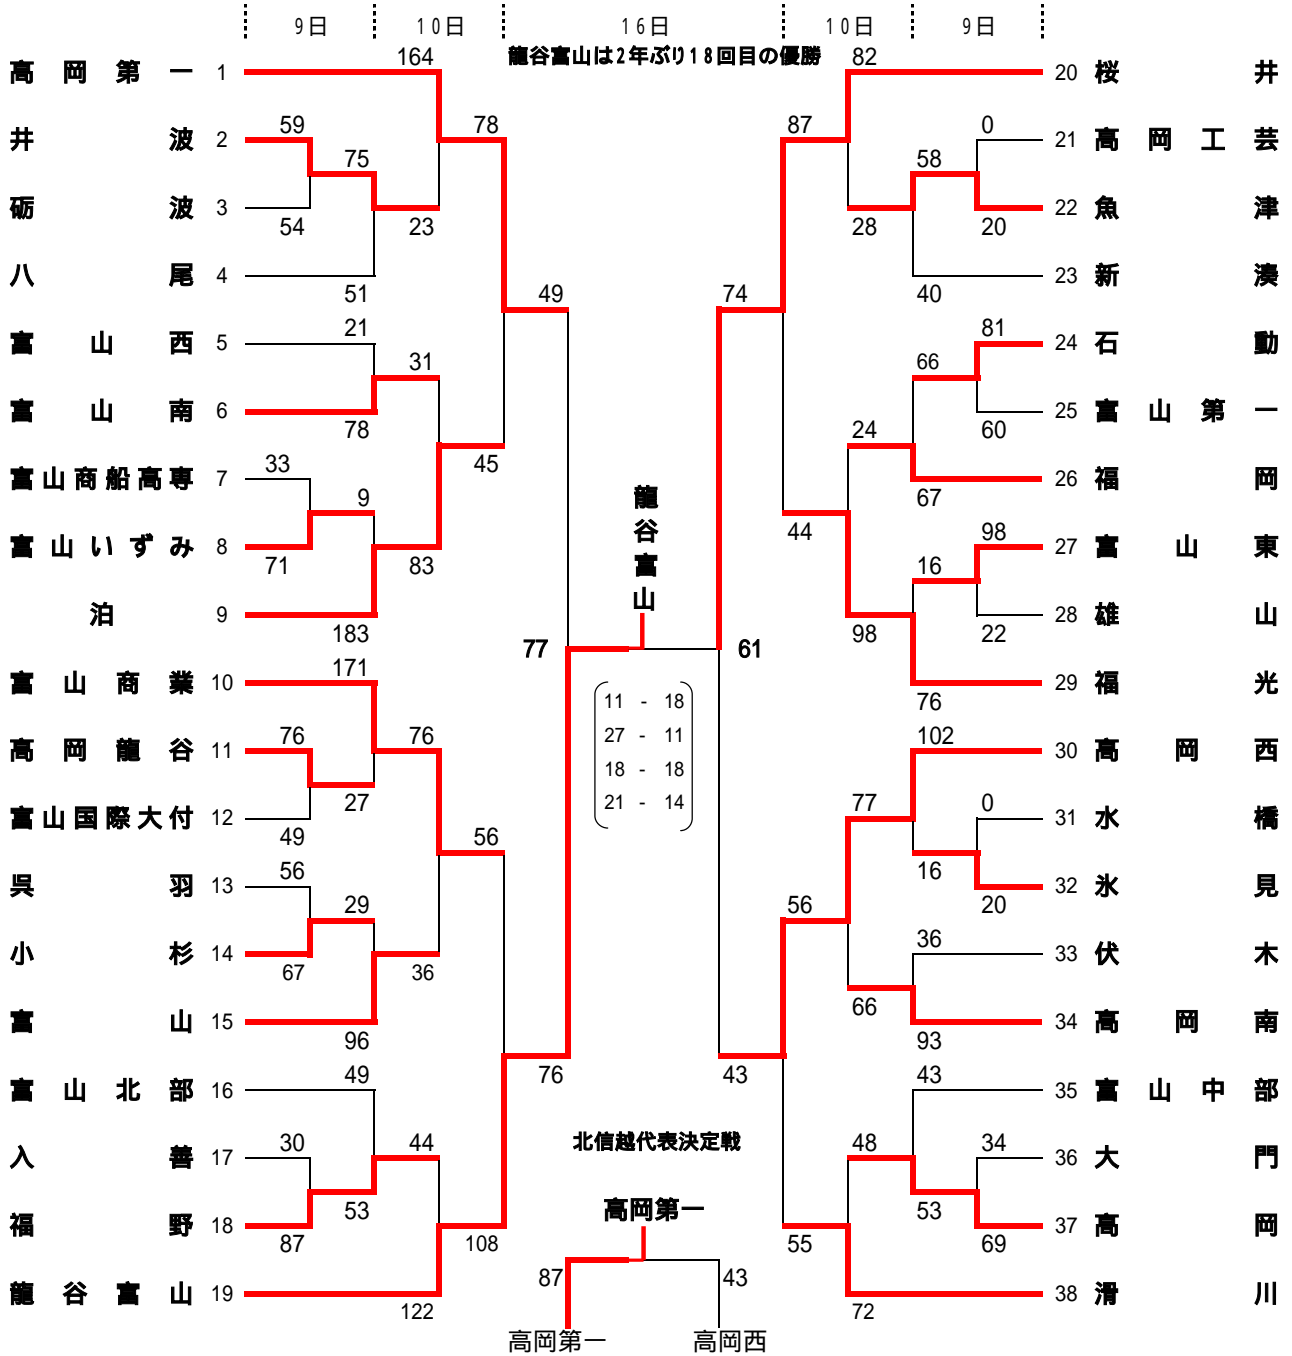 9日 10日 16日 10日 9日
龍谷富山は2年ぶり18回目の優勝
164 82
高岡第一 1 20 桜井
59 78 87 0
井波 2 21 高岡工芸
75 58
砺波 3 22 魚津
54 23 28 20
八尾 4 23 新湊
51 49 74 40
21 81
富山西 5 24 石動
31 66
富山南 6 25 富山第一
78 24 60
33 45
富山商船高専 7 26 福岡
9 67
龍谷富山
44 98
富山いずみ 8 27 富山東
71 83 16
泊 9 28 雄山
183 98 22
77 61
171
富山商業 10 29 福光
76
11 - 18
27 - 11
18 - 18
21 - 14
76 76 102
高岡龍谷 11 30 高岡西
27 77 0
富山国際大付 12 31 水橋
49 56
56 16
呉羽 13 32 氷見
29 56 20
36
小杉 14 33 伏木
67 36
66
富山 15 34 高岡南
96 93
49 76 43 43
富山北部 16 35 富山中部
北信越代表決定戦
30 44 48 34
入善 17 36 大門
53 53
高岡第一
福野 18 37 高岡
87 108 55 69
87 43
龍谷富山 19 38 滑川
122 72
高岡第一 高岡西